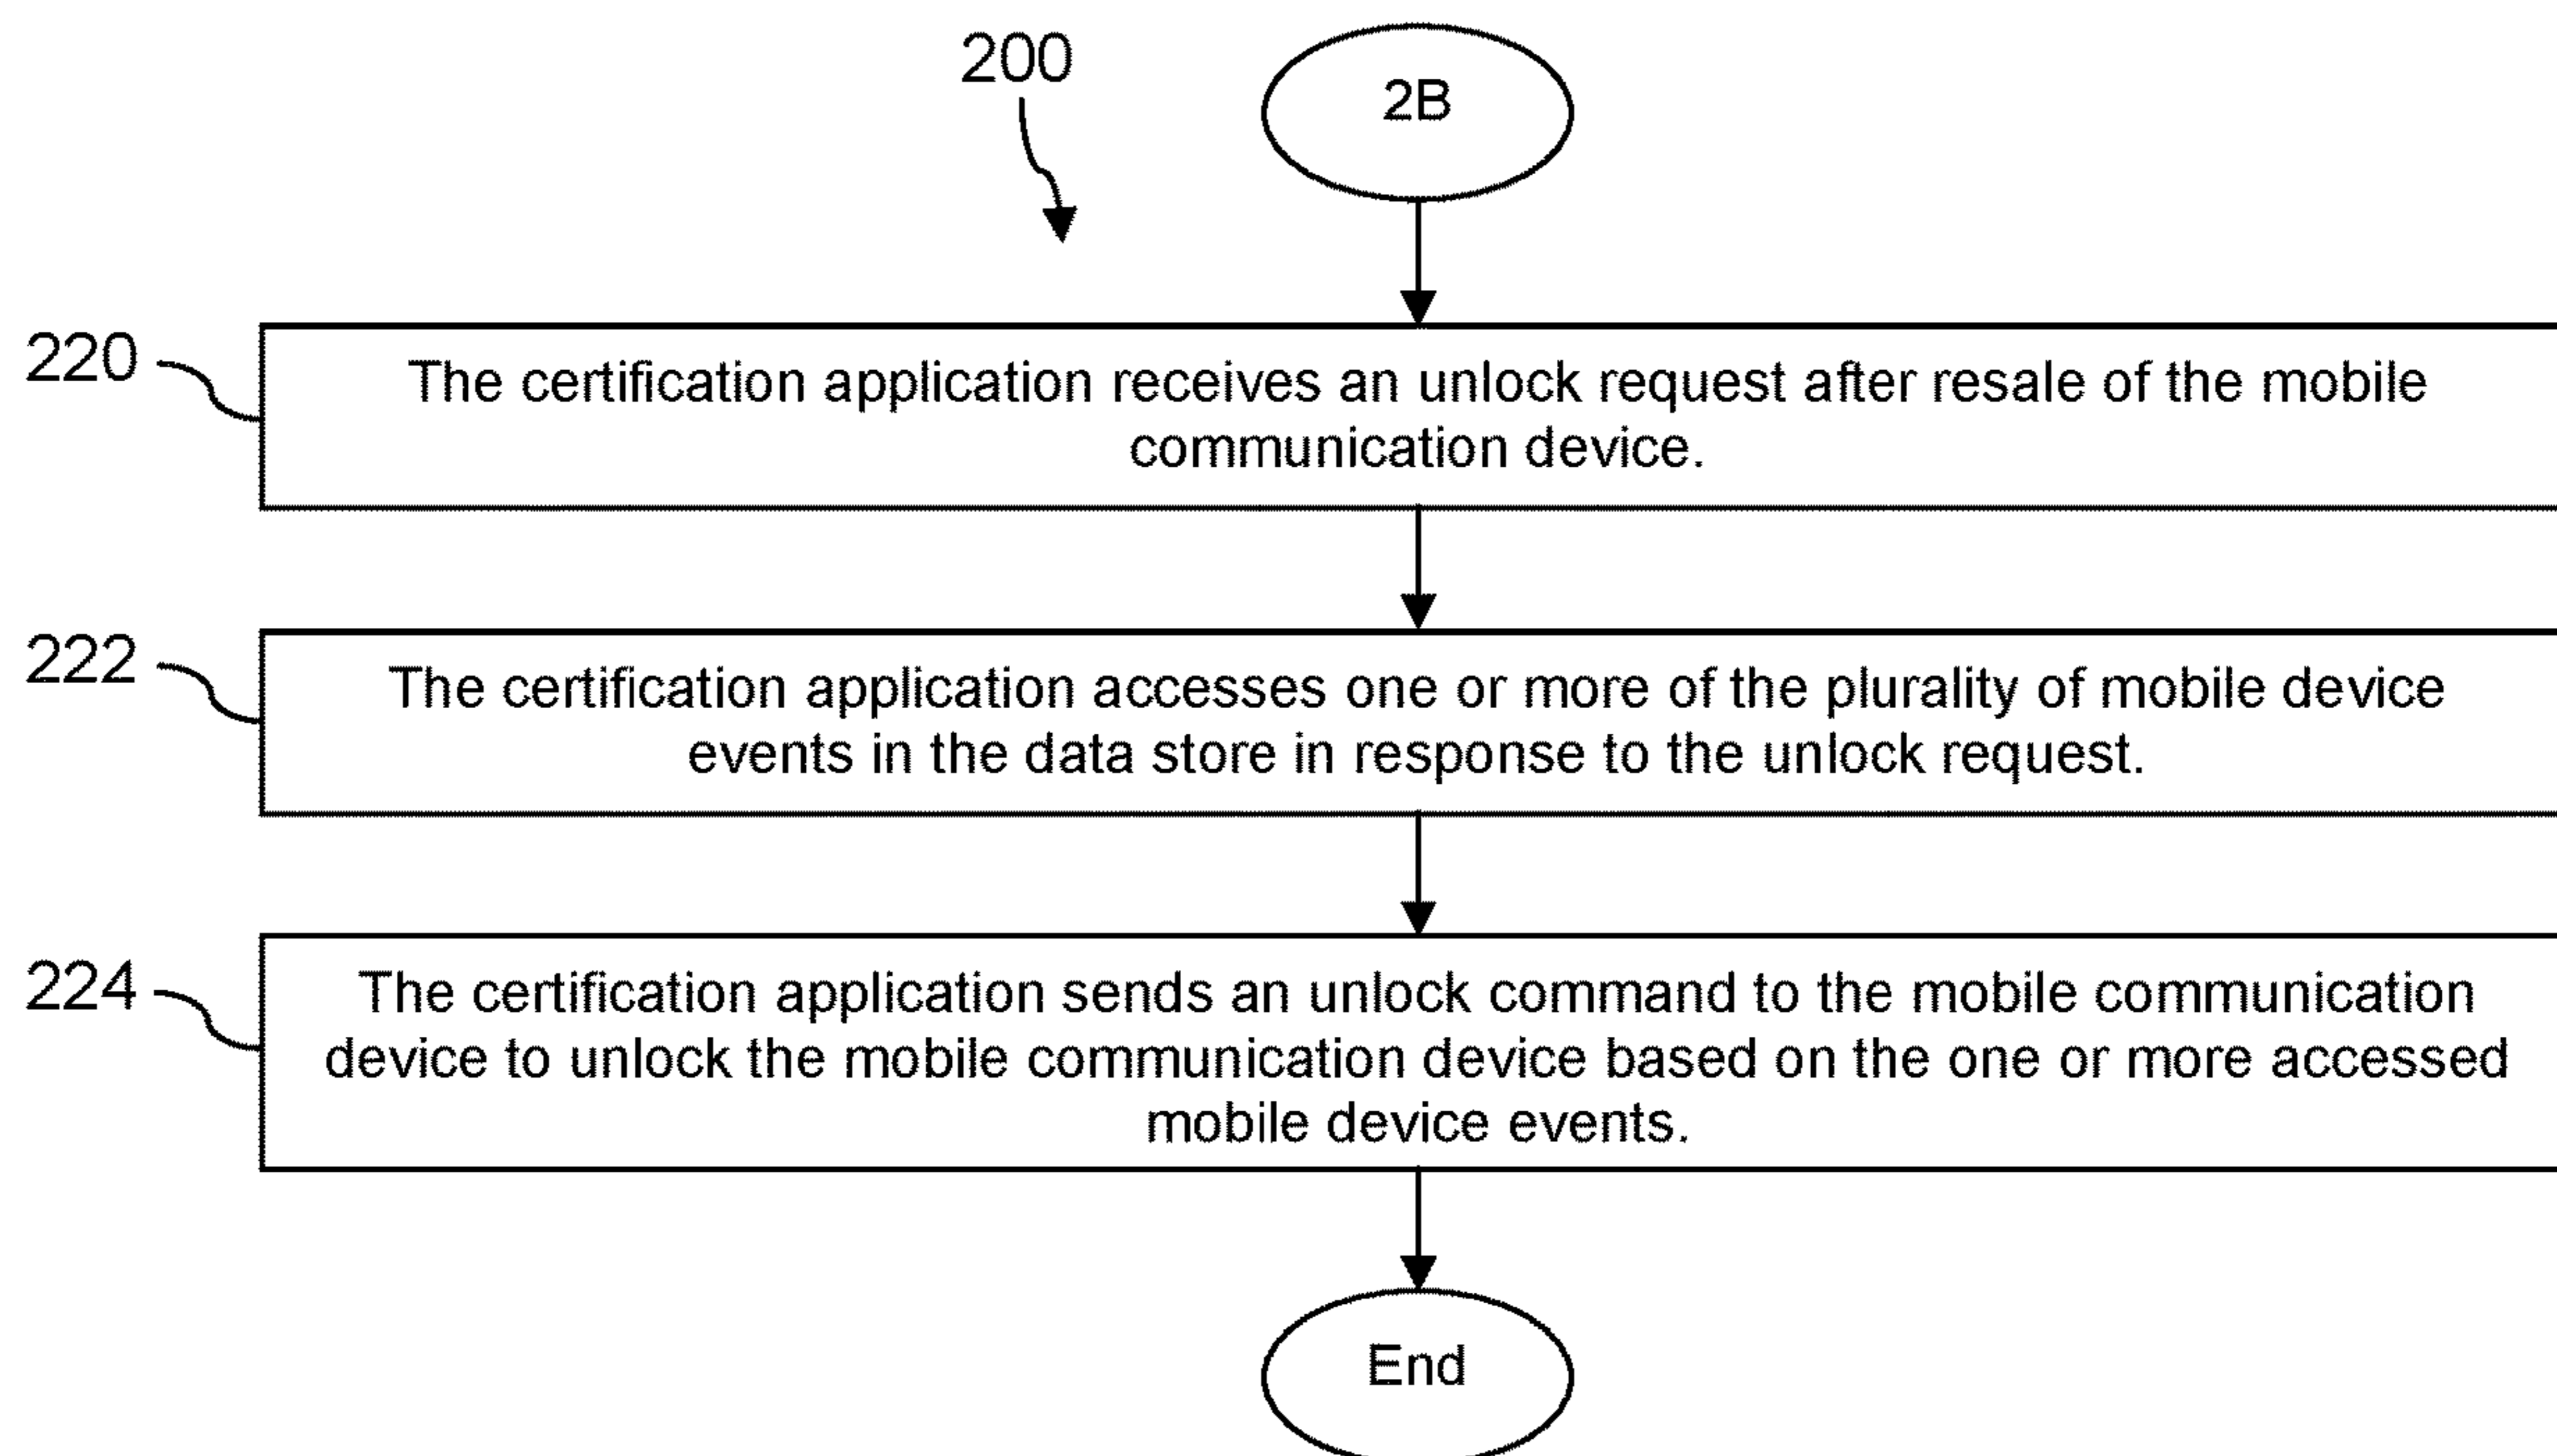 200
2B
220
The certification application receives an unlock request after resale of the mobile
communication device.
222
The certification application accesses one or more of the plurality of mobile device
events in the data store in response to the unlock request.
224
The certification application sends an unlock command to the mobile communication
device to unlock the mobile communication device based on the one or more accessed
mobile device events.
End